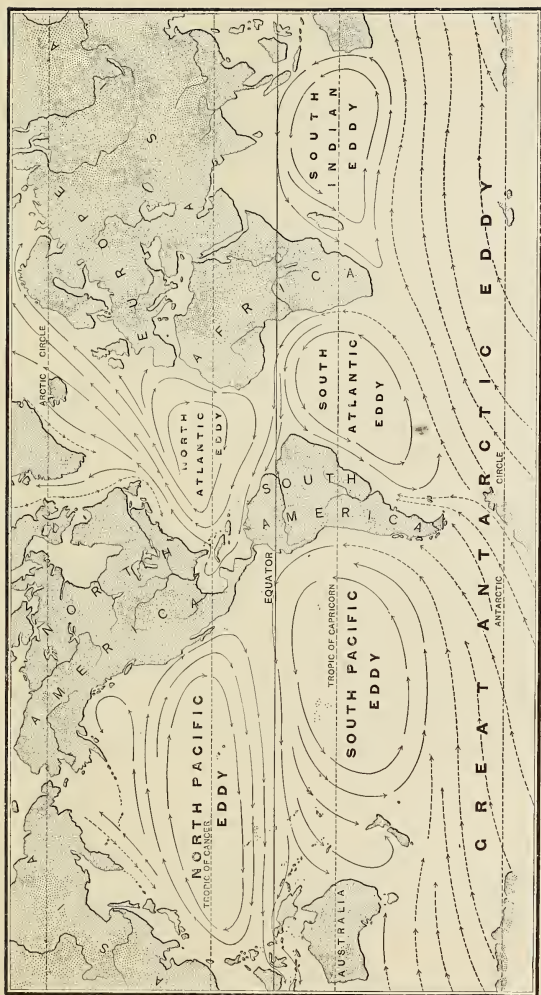 ARCTIC CIRCLE
NORTH
AMERICA
EUROPE
ASIA
AFRICA
NORTH
ATLANTIC
EDDY
NORTH PACIFIC
EDDY
TROPIC OF CANCER
EQUATOR
SOUTH
AMERICA
TROPIC OF CAPRICORN
SOUTH PACIFIC
EDDY
SOUTH
ATLANTIC
EDDY
SOUTH
INDIAN
EDDY
AUSTRALIA
GREAT ANTARCTIC EDDY
ANTARCTIC CIRCLE